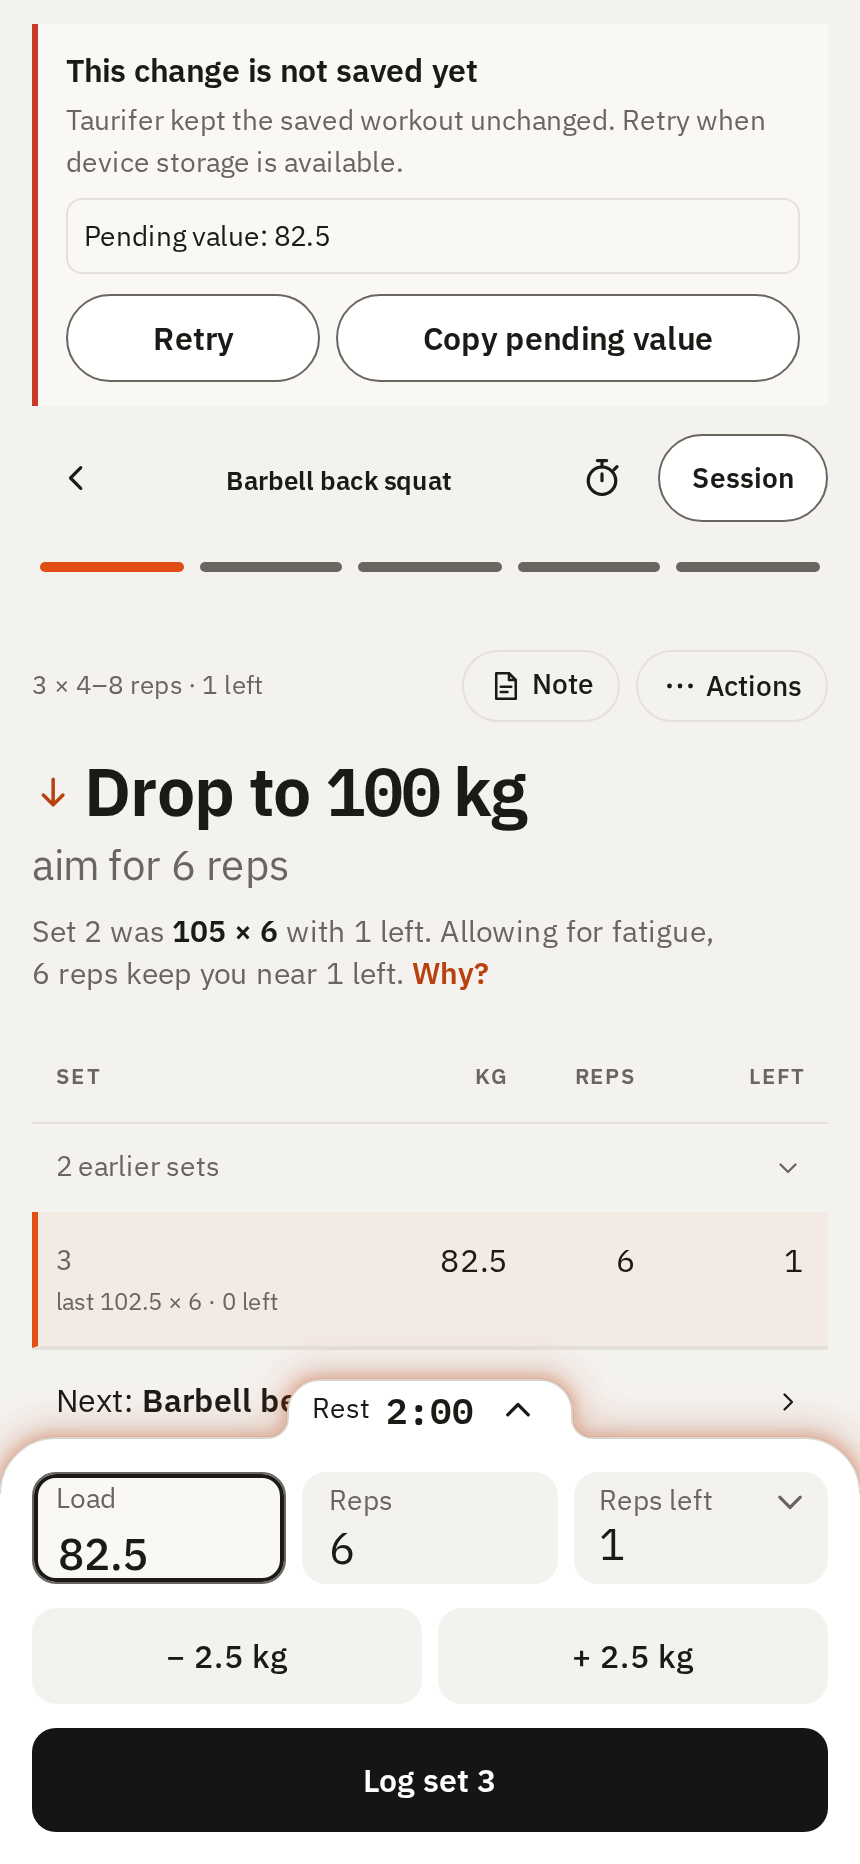 This change is not saved yet
Taurifer kept the saved workout unchanged. Retry when
device storage is available.
Pending value: 82.5
Retry
Copy pending value
Barbell back squat
Session
3 × 4–8 reps · 1 left
Note
Actions
Drop to 100 kg
aim for 6 reps
Set 2 was 105 × 6 with 1 left. Allowing for fatigue,
6 reps keep you near 1 left. Why?
SET KG REPS LEFT
2 earlier sets
3 82.5 6 1
last 102.5 × 6 · 0 left
Next: Barbell
Rest 2:00
Load
82.5
Reps
6
Reps left
1
− 2.5 kg
+ 2.5 kg
Log set 3